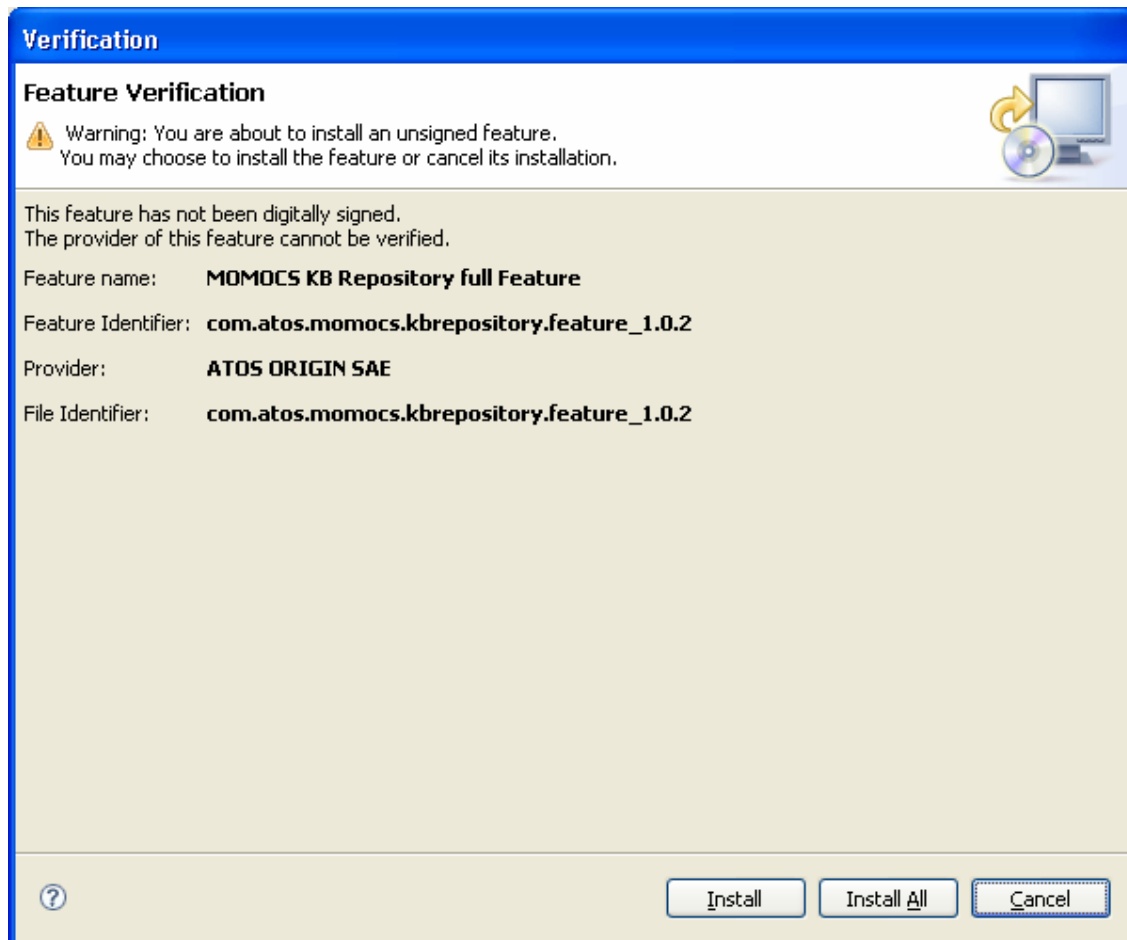 Verification
Feature Verification
Warning: You are about to install an unsigned feature.
You may choose to install the feature or cancel its installation.
This feature has not been digitally signed.
The provider of this feature cannot be verified.
Feature name: MOMOCS KB Repository full Feature
Feature Identifier: com.atos.momocs.kbrepository.feature_1.0.2
Provider: ATOS ORIGIN SAE
File Identifier: com.atos.momocs.kbrepository.feature_1.0.2
? Install Install All Cancel